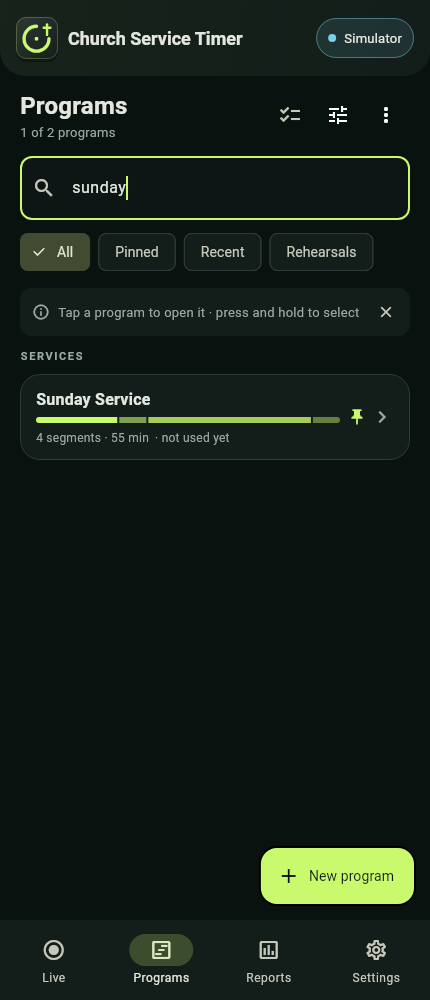 Church Service Timer
Simulator
Programs
1 of 2 programs
sunday
All
Pinned
Recent
Rehearsals
Tap a program to open it · press and hold to select
SERVICES
Sunday Service
4 segments · 55 min · not used yet
New program
Live
Programs
Reports
Settings